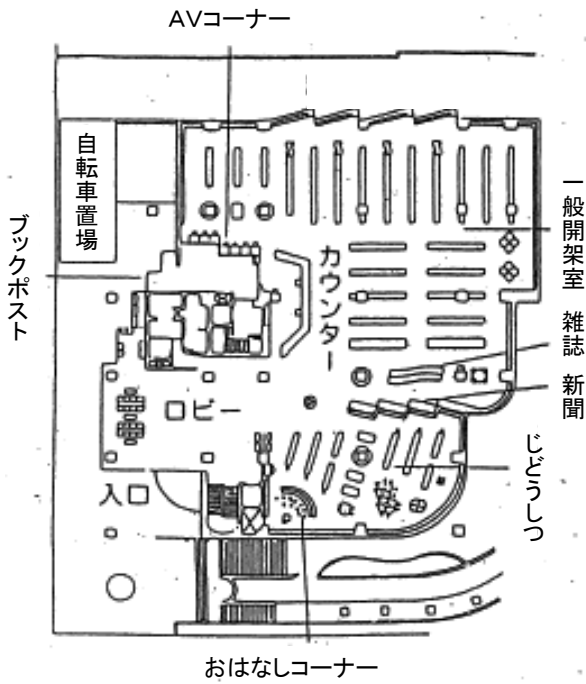 AVコーナー
自転車置場
ブックポスト
カウンター
一般開架室
雑誌
新聞
ロビー
じどうしつ
入口
おはなしコーナー